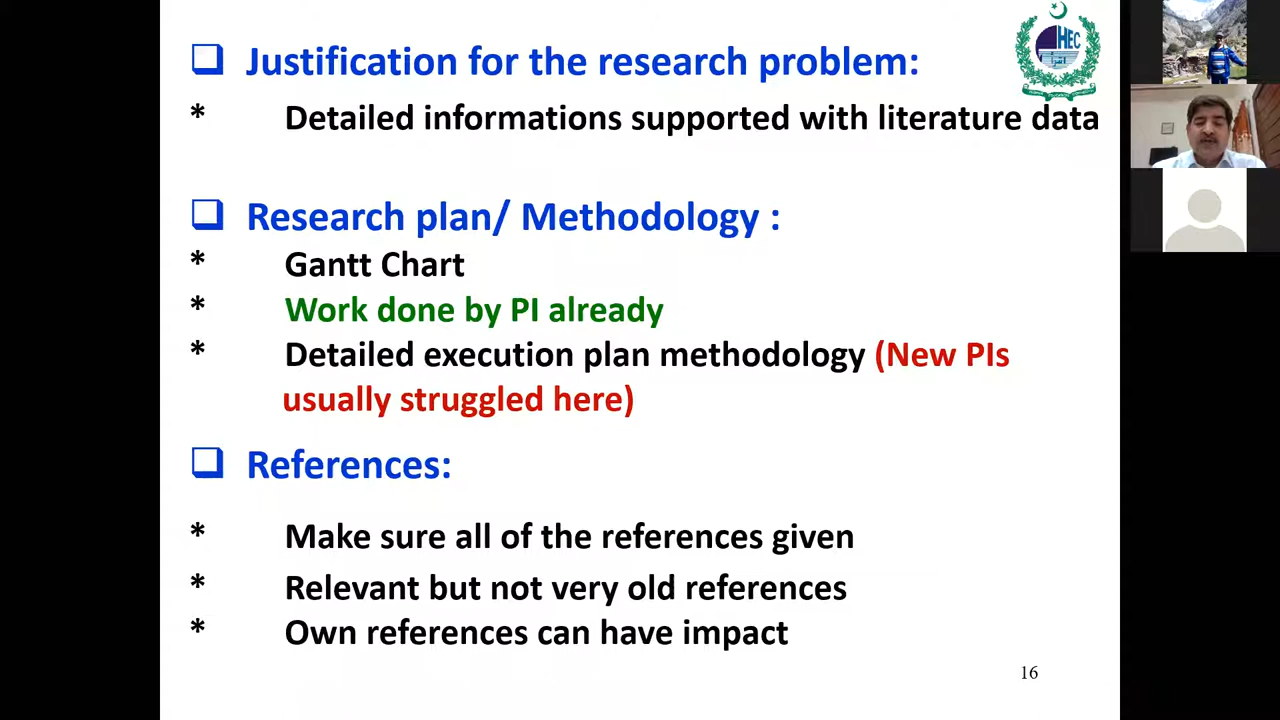 ❑ Justification for the research problem:
* Detailed informations supported with literature data
❑ Research plan/ Methodology :
* Gantt Chart
* Work done by PI already
* Detailed execution plan methodology (New PIs
usually struggled here)
❑ References:
* Make sure all of the references given
* Relevant but not very old references
* Own references can have impact
16
HEC